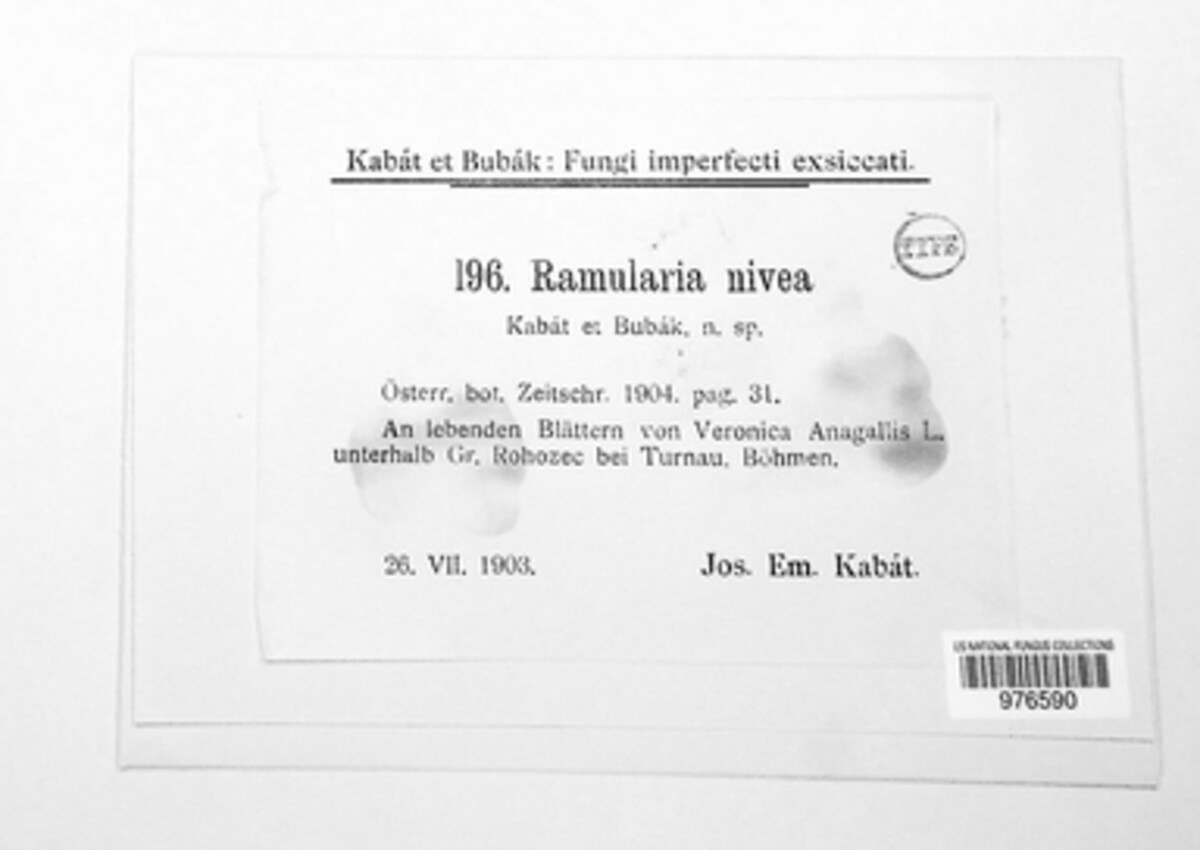 Kabát et Bubák: Fungi imperfecti exsiccati.
TYPE
196. Ramularia nivea
Kabát et Bubák, n. sp.
Österr. bot. Zeitschr. 1904. pag. 31.
An lebenden Blättern von Veronica Anagallis L.
unterhalb Gr. Rohozec bei Turnau, Böhmen.
26. VII. 1903. Jos. Em. Kabát.
US NATIONAL FUNGUS COLLECTIONS
976590